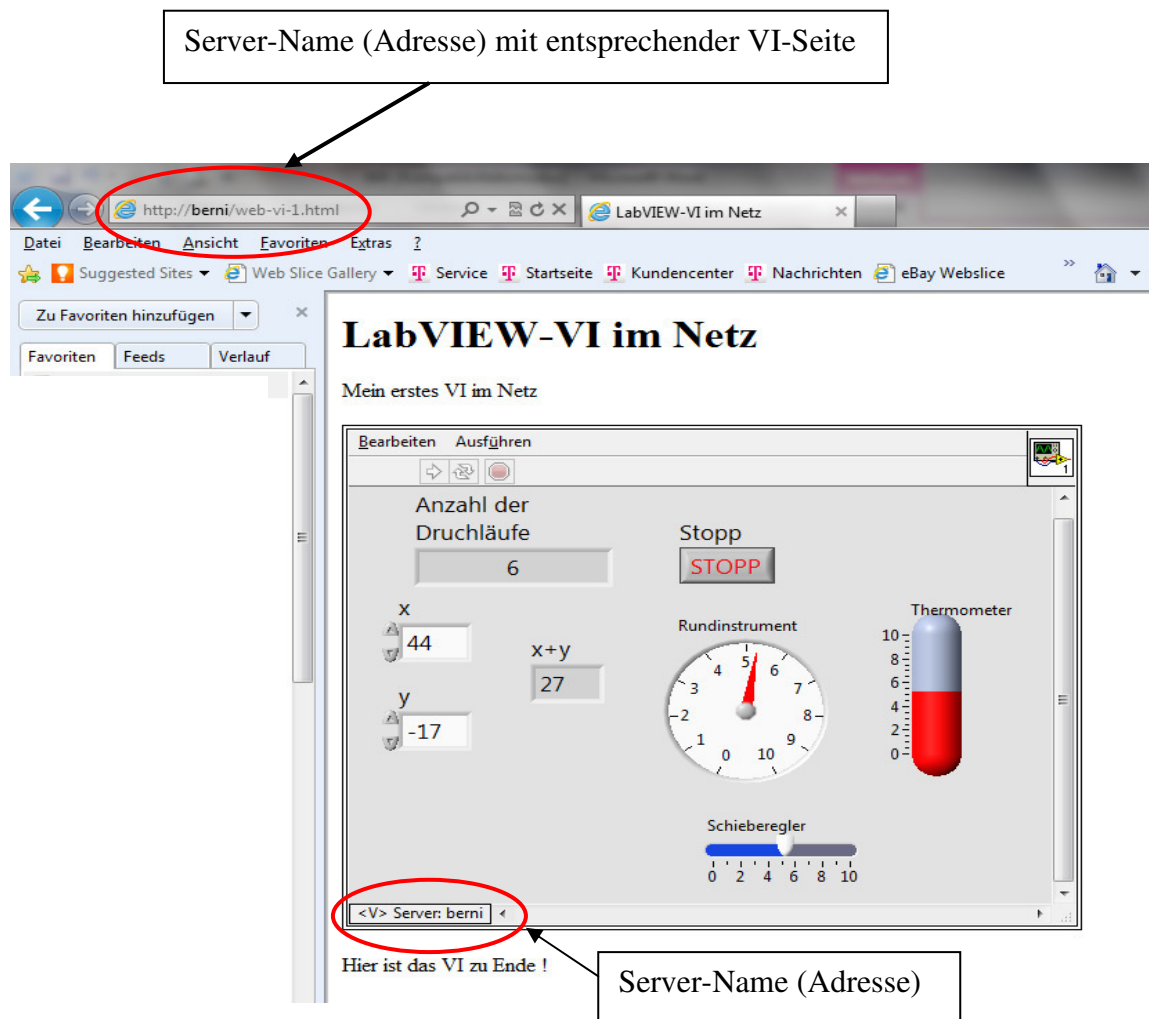 Server-Name (Adresse) mit entsprechender VI-Seite
http://berni/web-vi-1.html
LabVIEW-VI im Netz
Datei Bearbeiten Ansicht Favoriten Extras ?
Suggested Sites Web Slice Gallery Service Startseite Kundencenter Nachrichten eBay Webslice »
Zu Favoriten hinzufügen
Favoriten Feeds Verlauf
LabVIEW-VI im Netz
Mein erstes VI im Netz
Bearbeiten Ausführen
1
Anzahl der
Druchläufe
6
Stopp
STOPP
x
44
y
-17
x+y
27
Rundinstrument
0 1 2 3 4 5 6 7 8 9 10
Thermometer
10
8
6
4
2
0
Schieberegler
0 2 4 6 8 10
<V> Server: berni
Hier ist das VI zu Ende !
Server-Name (Adresse)